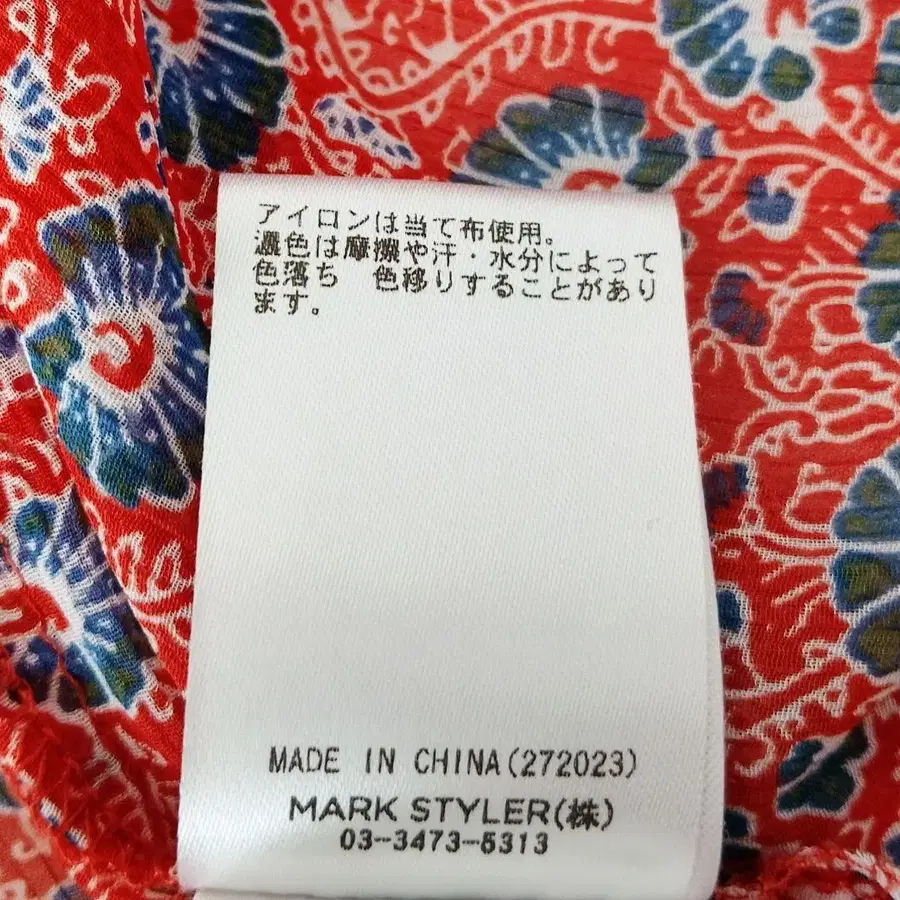 アイロンは当て布使用。
濃色は摩擦や汗・水分によって
色落ち　色移りすることがあり
ます。
MADE IN CHINA(272023)
MARK STYLER(株)
03-3473-5313